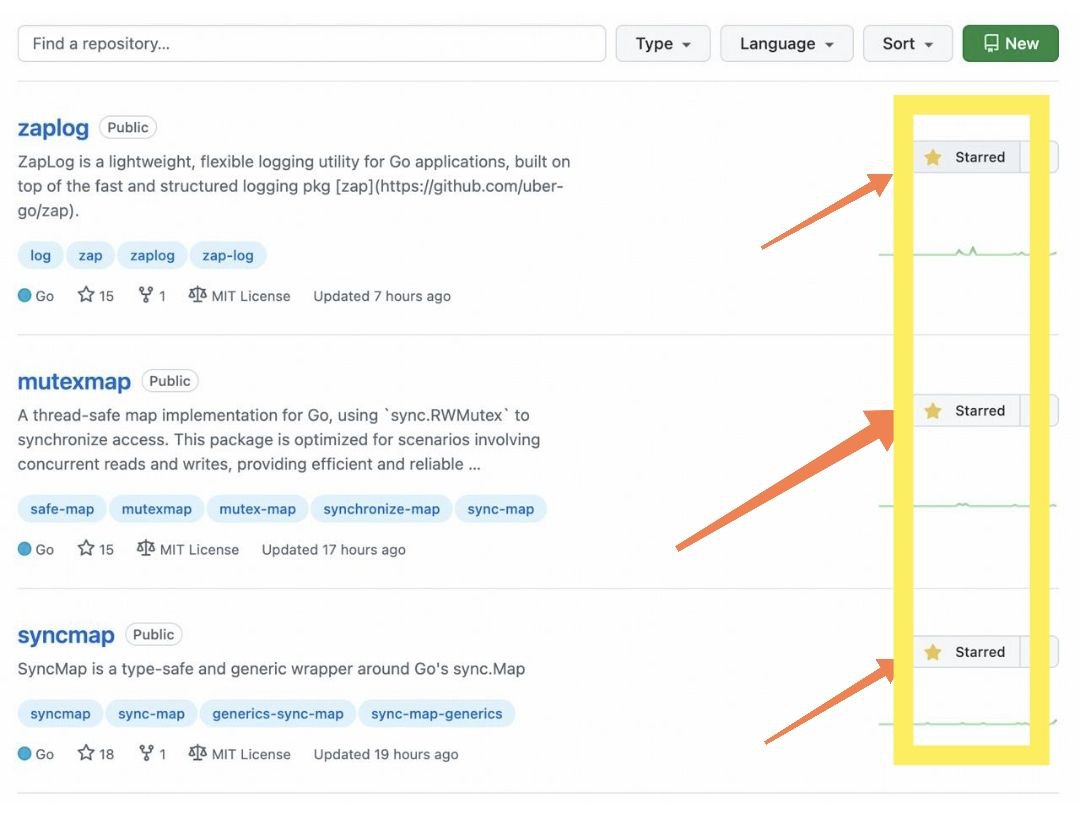 Find a repository...
Type
Language
Sort
New
zaplog Public
ZapLog is a lightweight, flexible logging utility for Go applications, built on
top of the fast and structured logging pkg [zap](https://github.com/uber-
go/zap).
Starred
log zap zaplog zap-log
Go 15 1 MIT License Updated 7 hours ago
mutexmap Public
A thread-safe map implementation for Go, using `sync.RWMutex` to
synchronize access. This package is optimized for scenarios involving
concurrent reads and writes, providing efficient and reliable ...
Starred
safe-map mutexmap mutex-map synchronize-map sync-map
Go 15 MIT License Updated 17 hours ago
syncmap Public
SyncMap is a type-safe and generic wrapper around Go's sync.Map
Starred
syncmap sync-map generics-sync-map sync-map-generics
Go 18 1 MIT License Updated 19 hours ago